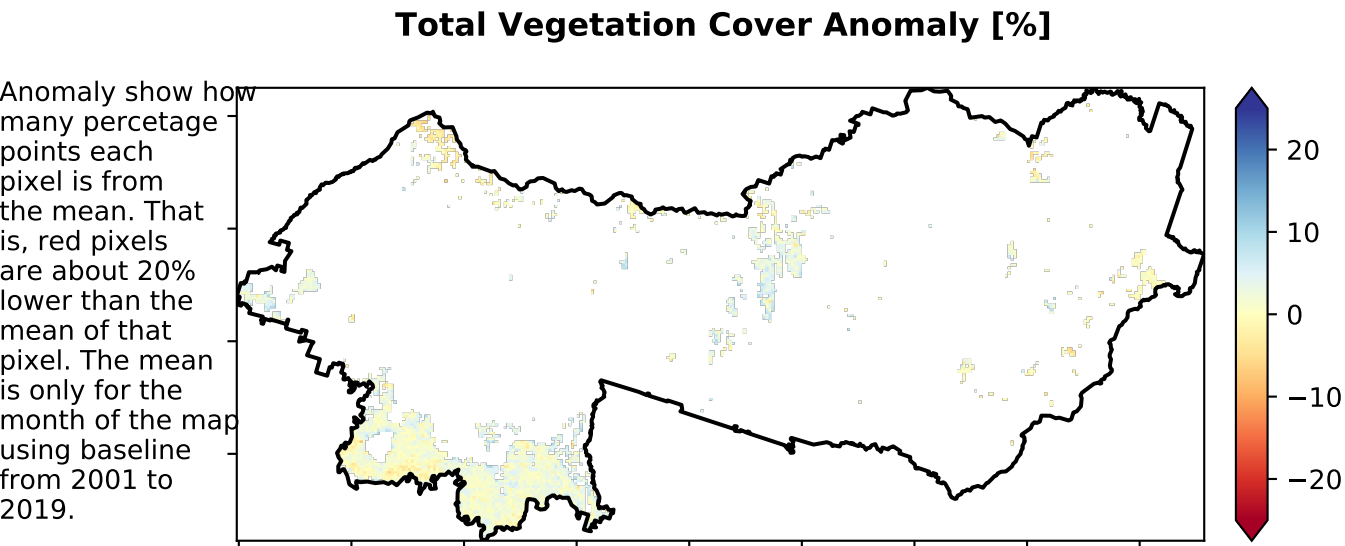 Total Vegetation Cover Anomaly [%]
Anomaly show how
many percetage
points each
pixel is from
the mean. That
is, red pixels
are about 20%
lower than the
mean of that
pixel. The mean
is only for the
month of the map
using baseline
from 2001 to
2019.
20
10
0
−10
−20